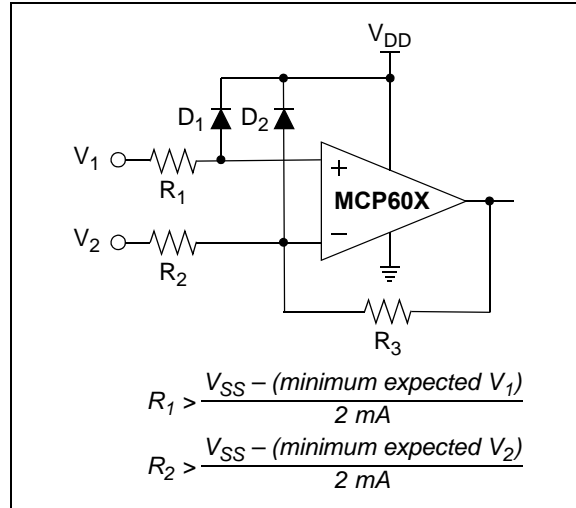 V_DD
D_1 D_2
V_1
R_1
+
MCP60X
V_2
R_2
–
R_3
R_1 > V_SS – (minimum expected V_1) / 2 mA
R_2 > V_SS – (minimum expected V_2) / 2 mA